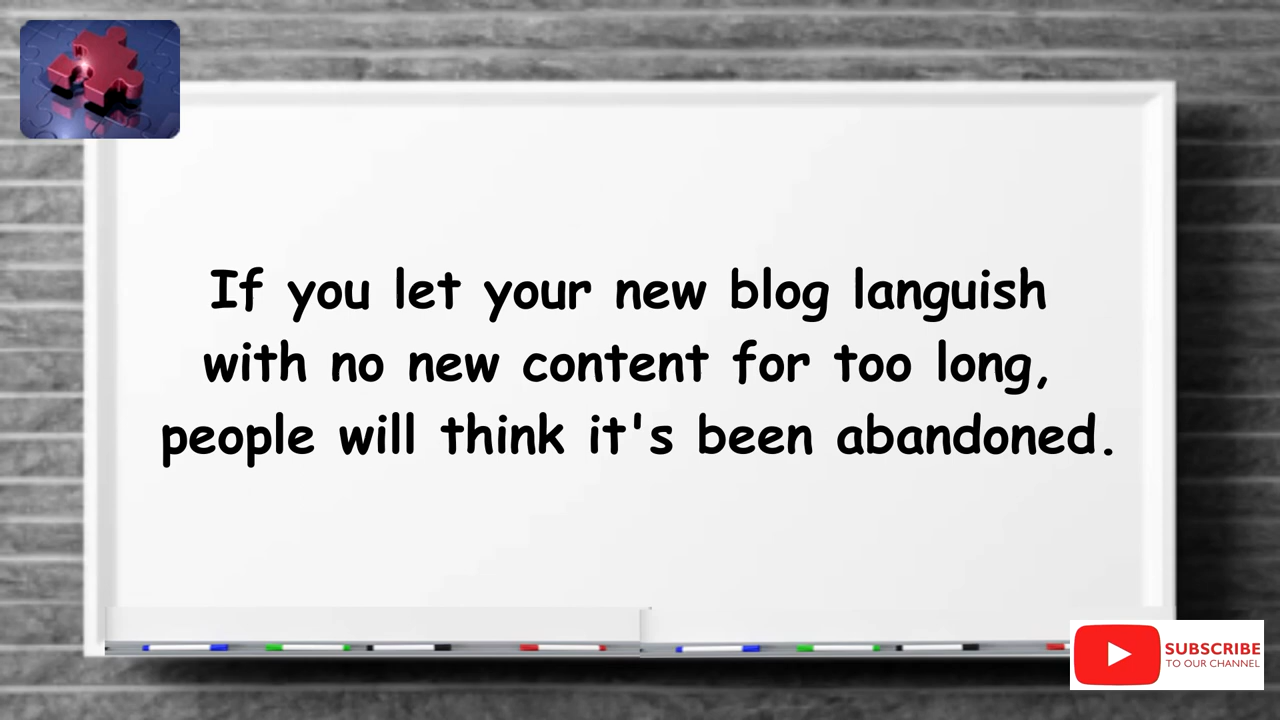 If you let your new blog languish
with no new content for too long,
people will think it's been abandoned.
SUBSCRIBE
TO OUR CHANNEL